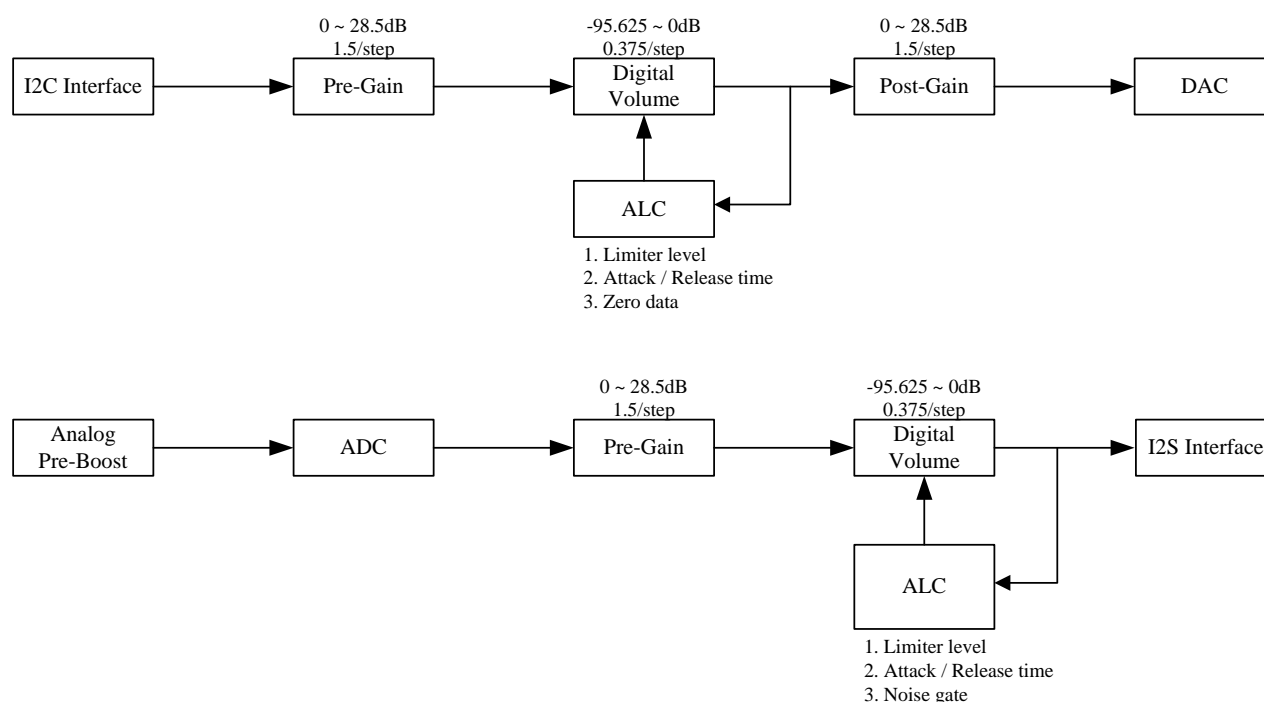 0 ~ 28.5dB
1.5/step
-95.625 ~ 0dB
0.375/step
0 ~ 28.5dB
1.5/step
I2C Interface
Pre-Gain
Digital
Volume
Post-Gain
DAC
ALC
1. Limiter level
2. Attack / Release time
3. Zero data
0 ~ 28.5dB
1.5/step
-95.625 ~ 0dB
0.375/step
Analog
Pre-Boost
ADC
Pre-Gain
Digital
Volume
I2S Interface
ALC
1. Limiter level
2. Attack / Release time
3. Noise gate